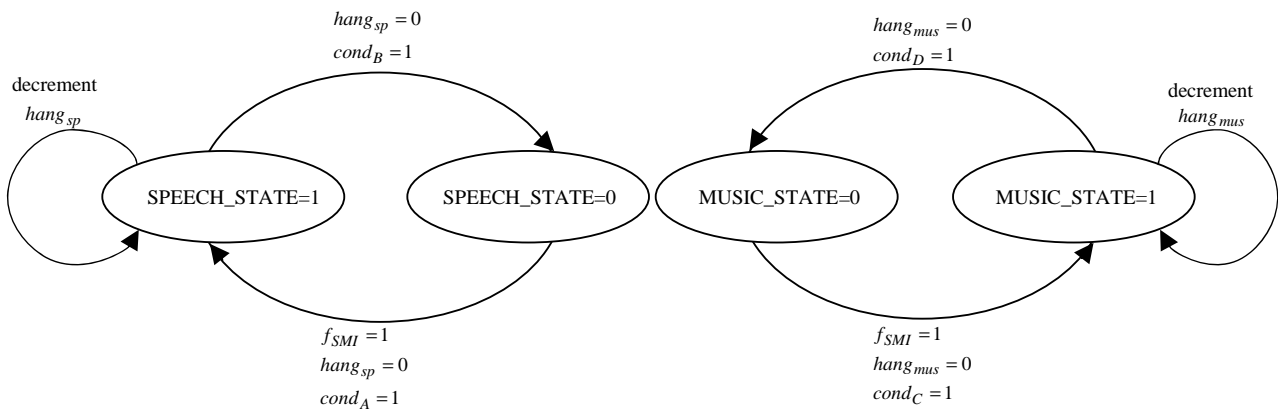 hang_sp = 0
cond_B = 1
hang_mus = 0
cond_D = 1
decrement
hang_sp
decrement
hang_mus
SPEECH_STATE=1
SPEECH_STATE=0
MUSIC_STATE=0
MUSIC_STATE=1
f_SMI = 1
hang_sp = 0
cond_A = 1
f_SMI = 1
hang_mus = 0
cond_C = 1